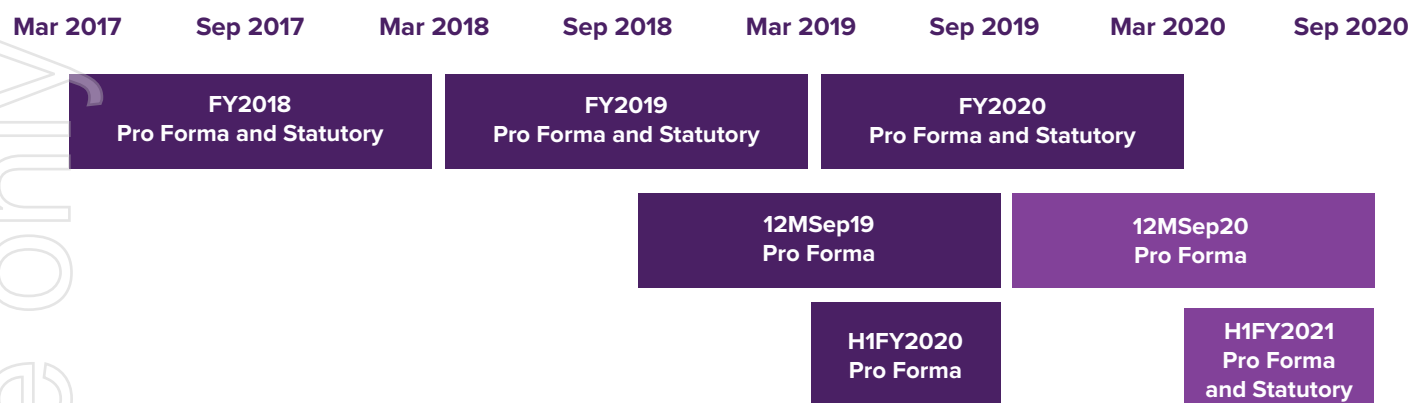 Mar 2017 Sep 2017 Mar 2018 Sep 2018 Mar 2019 Sep 2019 Mar 2020 Sep 2020
FY2018
Pro Forma and Statutory
FY2019
Pro Forma and Statutory
FY2020
Pro Forma and Statutory
12MSep19
Pro Forma
12MSep20
Pro Forma
H1FY2020
Pro Forma
H1FY2021
Pro Forma
and Statutory
only